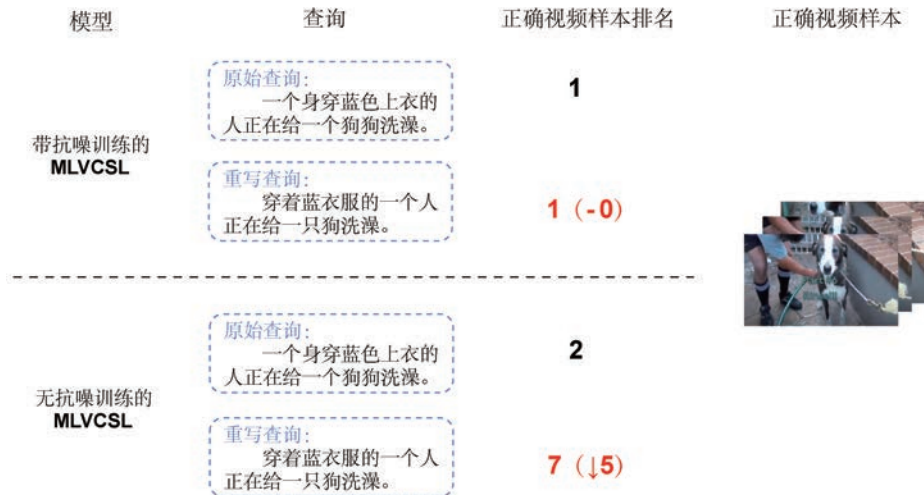 模型 查询 正确视频样本排名 正确视频样本
原始查询：
一个身穿蓝色上衣的
人正在给一个狗狗洗澡。
1
带抗噪训练的
MLVCSL
重写查询：
穿着蓝衣服的一个人
正在给一只狗洗澡。
1（-0）
原始查询：
一个身穿蓝色上衣的
人正在给一个狗狗洗澡。
2
无抗噪训练的
MLVCSL
重写查询：
穿着蓝衣服的一个人
正在给一只狗洗澡。
7（↓5）